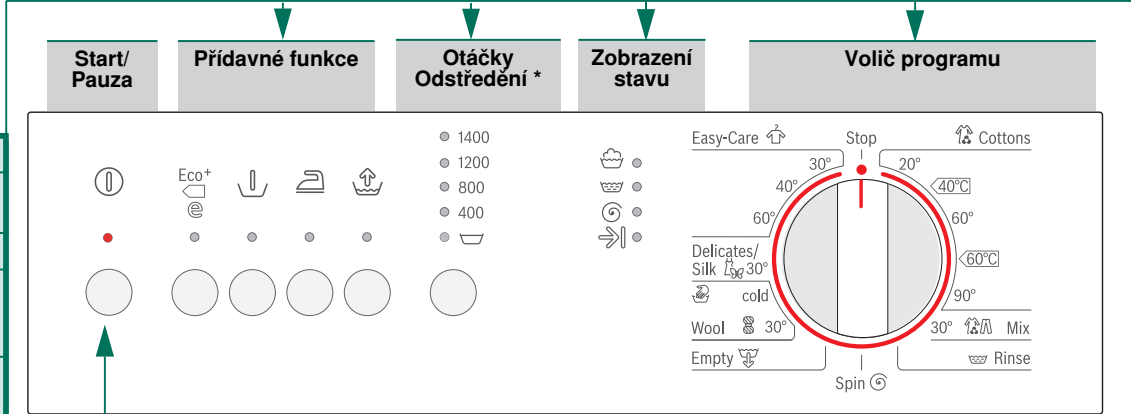 Start/
Pauza
Přídavné funkce
Otáčky
Odstředění *
Zobrazení
stavu
Volič programu
Eco+
e
1400
1200
800
400
Easy-Care
Stop
Cottons
30°
20°
40°
40°C
60°
60°
Delicates/
Silk 30°
60°C
cold
90°
Wool 30°
30° Mix
Empty
Rinse
Spin